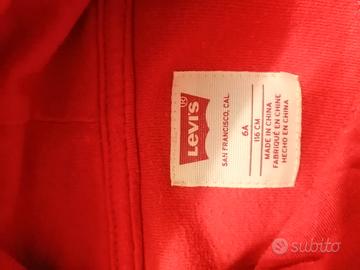 Levi's
SAN FRANCISCO, CAL.
6A
116 CM
MADE IN CHINA
FABRIQUÉ EN CHINE
HECHO EN CHINA
subito